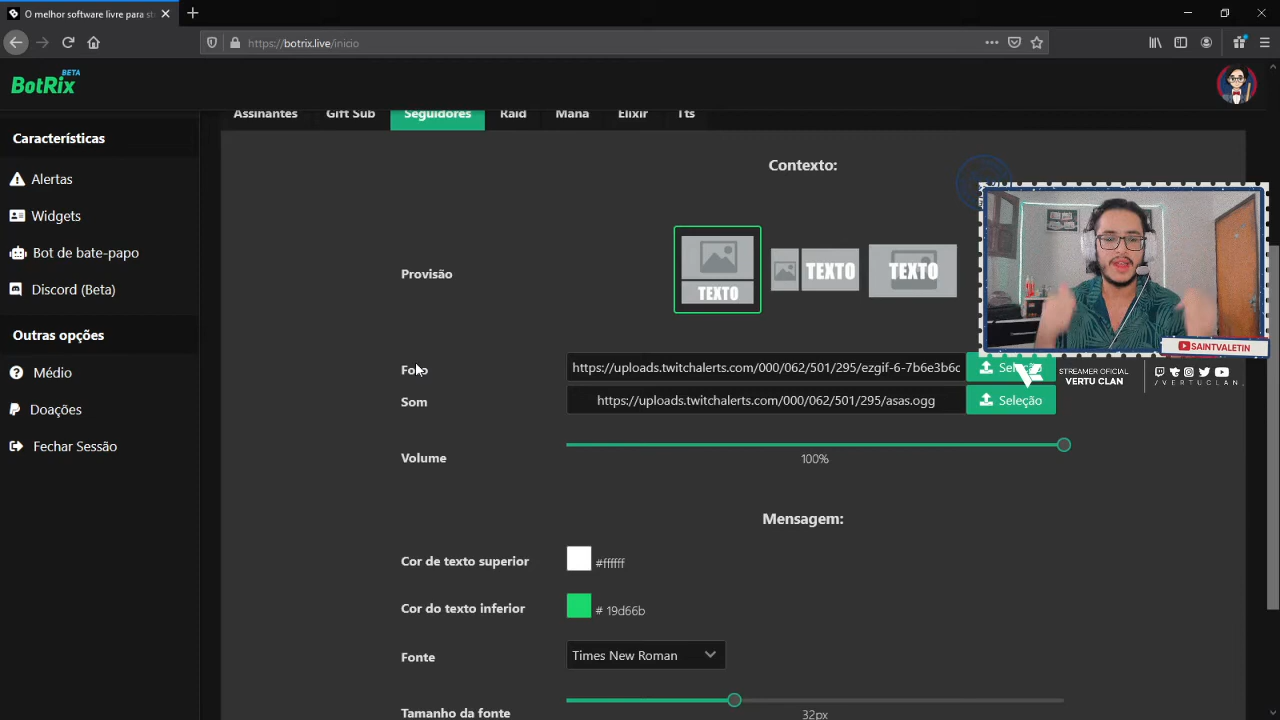 O melhor software livre para st
https://botrix.live/inicio
BotRix BETA
Características
Alertas
Widgets
Bot de bate-papo
Discord (Beta)
Outras opções
Médio
Doações
Fechar Sessão
Assinantes Gift Sub Seguidores Raid Mana Elixir Tts
Contexto:
Provisão
TEXTO
TEXTO
TEXTO
Foto
https://uploads.twitchalerts.com/000/062/501/295/ezgif-6-7b6e3b6c
Seleção
Som
https://uploads.twitchalerts.com/000/062/501/295/asas.ogg
Seleção
Volume
100%
Mensagem:
Cor de texto superior
#ffffff
Cor do texto inferior
# 19d66b
Fonte
Times New Roman
Tamanho da fonte
32px
SAINTVALETIN
STREAMER OFICIAL
VERTU CLAN
/VERTUCLAN